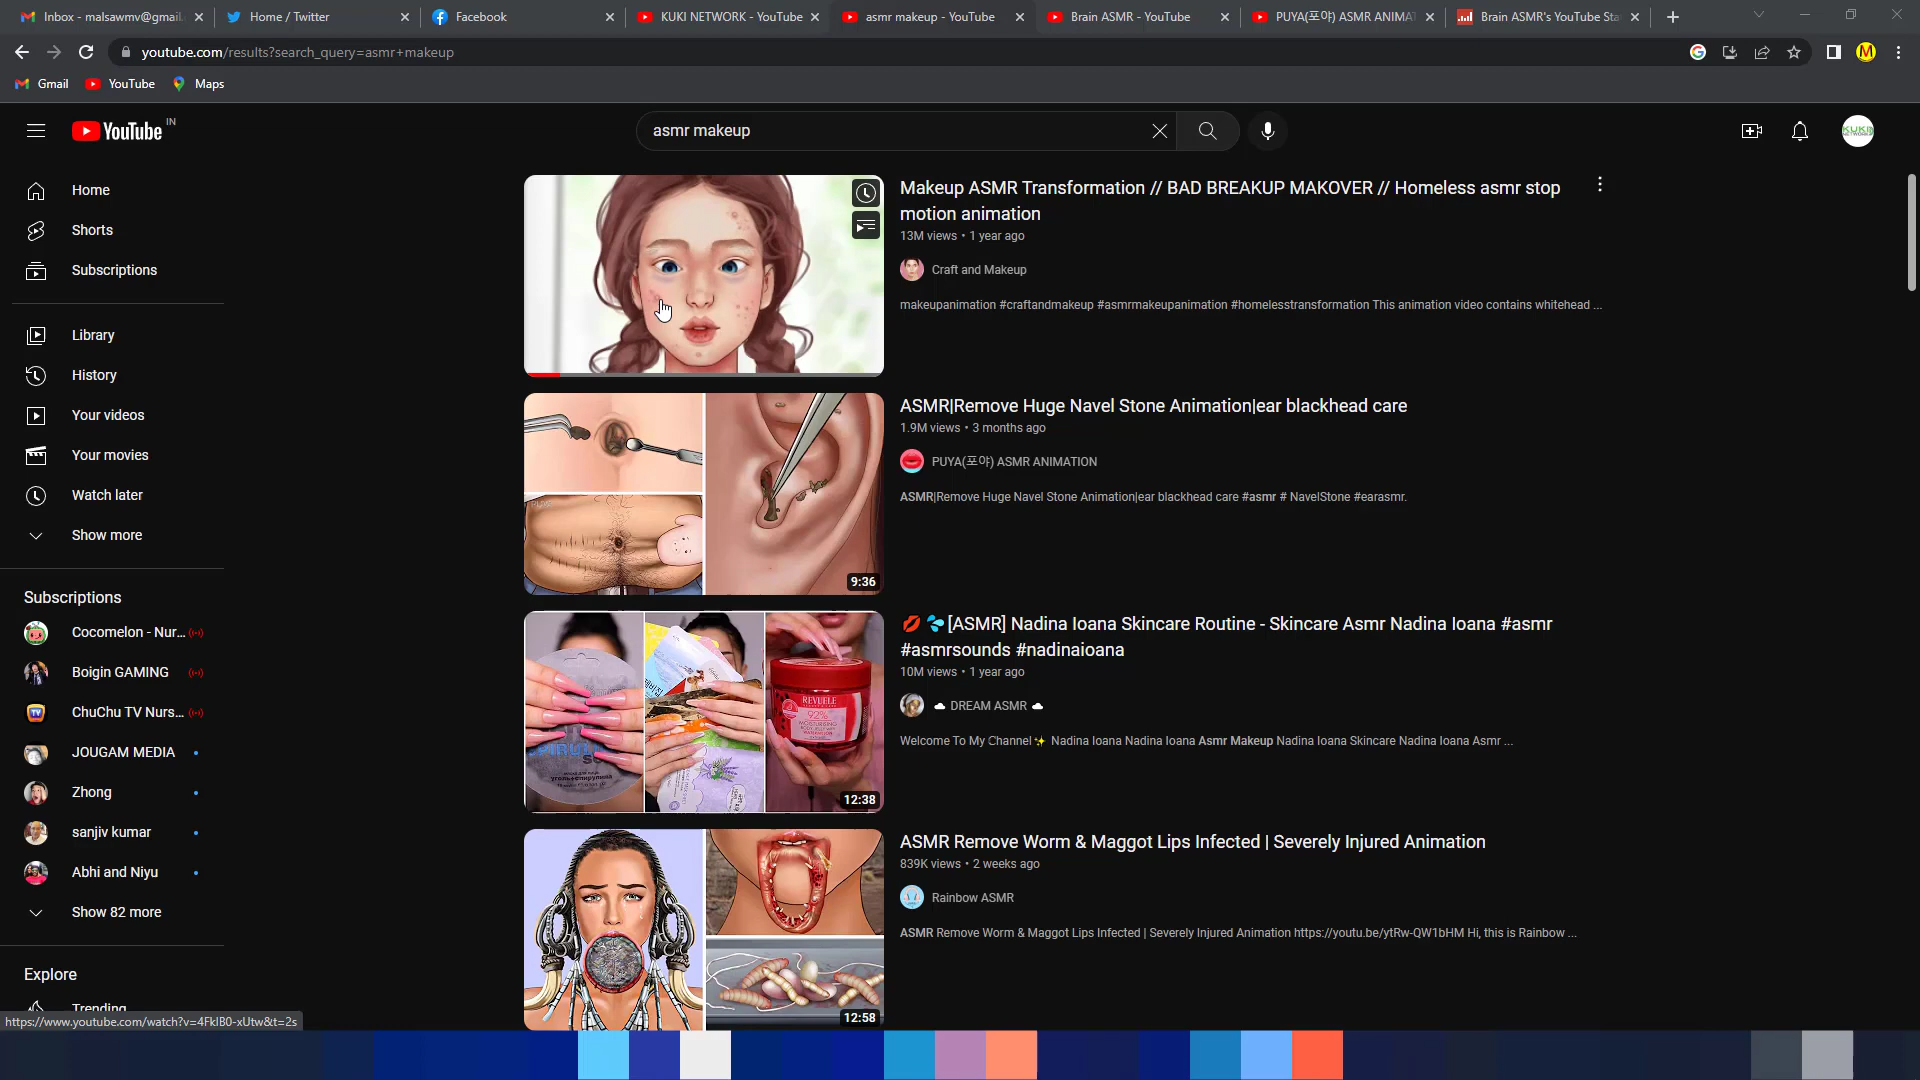 Inbox - malsawmv@gmail.
Home / Twitter
Facebook
KUKI NETWORK - YouTube
asmr makeup - YouTube
Brain ASMR - YouTube
PUYA(포야) ASMR ANIMAT
Brain ASMR's YouTube Sta
youtube.com/results?search_query=asmr+makeup
M
Gmail
YouTube
Maps
YouTube IN
asmr makeup
Home
Shorts
Subscriptions
Library
History
Your videos
Your movies
Watch later
Show more
Subscriptions
Cocomelon - Nur...
Boigin GAMING
ChuChu TV Nurs...
JOUGAM MEDIA
Zhong
sanjiv kumar
Abhi and Niyu
Show 82 more
Explore
Trending
https://www.youtube.com/watch?v=4FkIB0-xUtw&t=2s
Makeup ASMR Transformation // BAD BREAKUP MAKOVER // Homeless asmr stop
motion animation
13M views • 1 year ago
Craft and Makeup
makeupanimation #craftandmakeup #asmrmakeupanimation #homelesstransformation This animation video contains whitehead ...
ASMR|Remove Huge Navel Stone Animation|ear blackhead care
1.9M views • 3 months ago
PUYA(포야) ASMR ANIMATION
ASMR|Remove Huge Navel Stone Animation|ear blackhead care #asmr # NavelStone #earasmr.
9:36
💋 💦[ASMR] Nadina Ioana Skincare Routine - Skincare Asmr Nadina Ioana #asmr
#asmrsounds #nadinaioana
10M views • 1 year ago
☁ DREAM ASMR ☁
Welcome To My Channel✨ Nadina Ioana Nadina Ioana Asmr Makeup Nadina Ioana Skincare Nadina Ioana Asmr ...
REVUELE
92%
12:38
ASMR Remove Worm & Maggot Lips Infected | Severely Injured Animation
839K views • 2 weeks ago
Rainbow ASMR
ASMR Remove Worm & Maggot Lips Infected | Severely Injured Animation https://youtu.be/ytRw-QW1bHM Hi, this is Rainbow ...
12:58